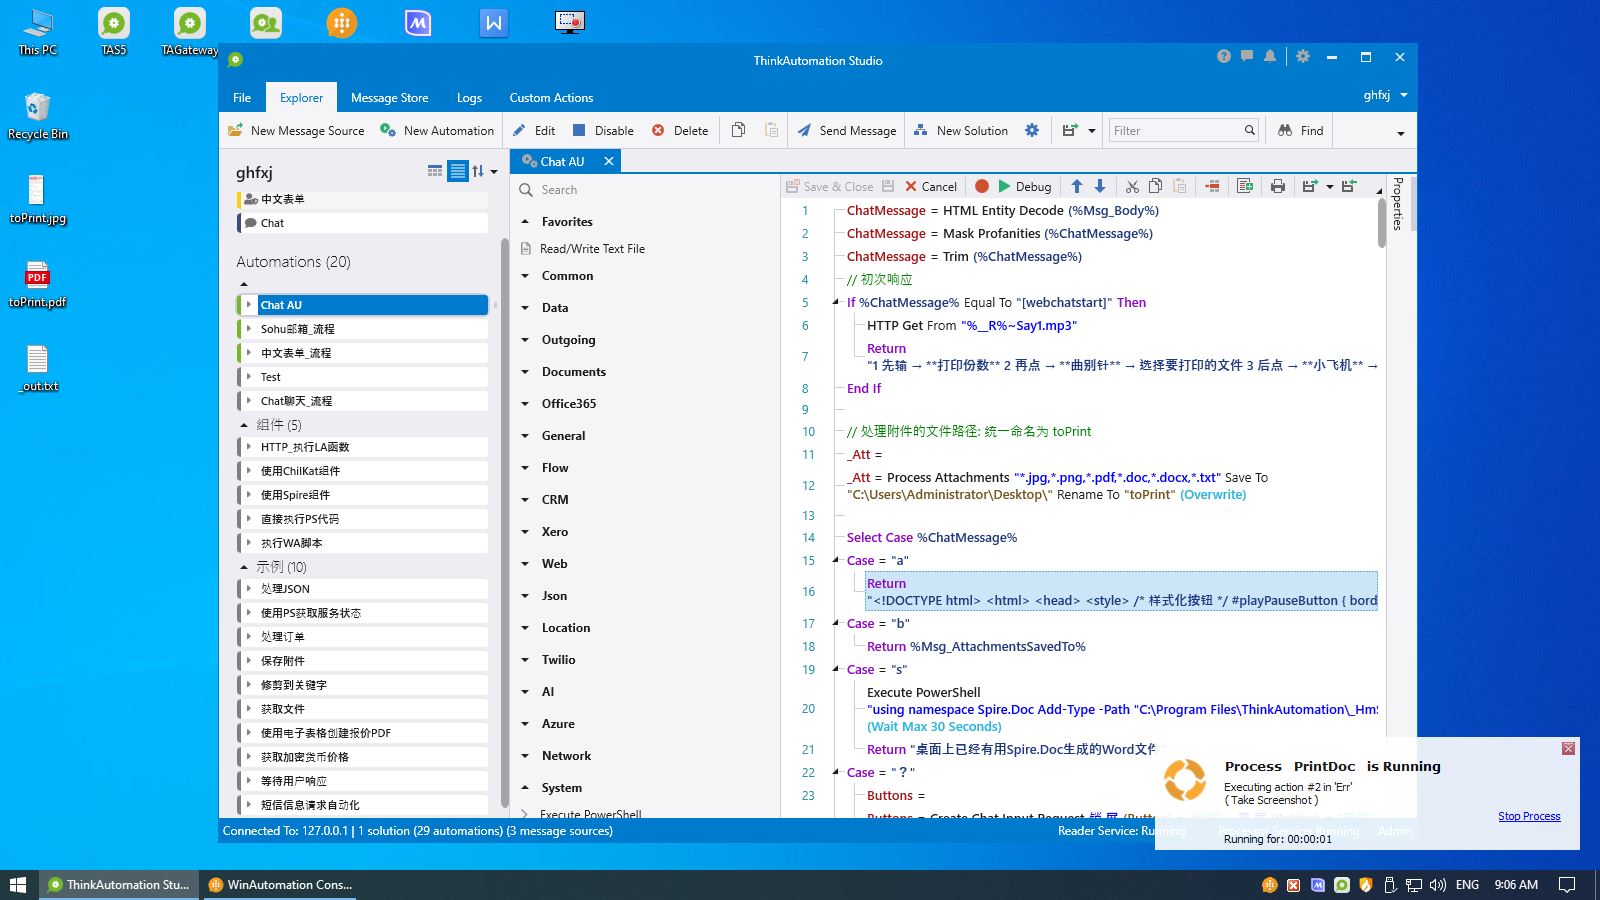 This PC
TAS5
TAGateway
Recycle Bin
toPrint.jpg
PDF
toPrint.pdf
_out.txt
ThinkAutomation Studio
File
Explorer
Message Store
Logs
Custom Actions
ghfxj
New Message Source
New Automation
Edit
Disable
Delete
Send Message
New Solution
Filter
Find
ghfxj
中文表单
Chat
Automations (20)
Chat AU
Sohu邮箱_流程
中文表单_流程
Test
Chat聊天_流程
组件 (5)
HTTP_执行LA函数
使用ChilKat组件
使用Spire组件
直接执行PS代码
执行WA脚本
示例 (10)
处理JSON
使用PS获取服务状态
处理订单
保存附件
修剪到关键字
获取文件
使用电子表格创建报价PDF
获取加密货币价格
等待用户响应
短信信息请求自动化
Chat AU
Search
Favorites
Read/Write Text File
Common
Data
Outgoing
Documents
Office365
General
Flow
CRM
Xero
Web
Json
Location
Twilio
AI
Azure
Network
System
Execute PowerShell
Save & Close
Cancel
Debug
Properties
1 ChatMessage = HTML Entity Decode (%Msg_Body%)
2 ChatMessage = Mask Profanities (%ChatMessage%)
3 ChatMessage = Trim (%ChatMessage%)
4 // 初次响应
5 If %ChatMessage% Equal To "[webchatstart]" Then
6 HTTP Get From "%__R%~Say1.mp3"
7 Return
"1 先输 → **打印份数** 2 再点 → **曲别针** → 选择要打印的文件 3 后点 → **小飞机** →
8 End If
9
10 // 处理附件的文件路径: 统一命名为 toPrint
11 _Att =
12 _Att = Process Attachments "*.jpg,*.png,*.pdf,*.doc,*.docx,*.txt" Save To
"C:\Users\Administrator\Desktop\" Rename To "toPrint" (Overwrite)
13
14 Select Case %ChatMessage%
15 Case = "a"
16 Return
"<!DOCTYPE html> <html> <head> <style> /* 样式化按钮 */ #playPauseButton { bord
17 Case = "b"
18 Return %Msg_AttachmentsSavedTo%
19 Case = "s"
20 Execute PowerShell
"using namespace Spire.Doc Add-Type -Path "C:\Program Files\ThinkAutomation\_HmS
(Wait Max 30 Seconds)
21 Return "桌面上已经有用Spire.Doc生成的Word文件"
22 Case = "？"
23 Buttons =
Process PrintDoc is Running
Executing action #2 in 'Err'
( Take Screenshot )
Stop Process
Running for: 00:00:01
Connected To: 127.0.0.1 | 1 solution (29 automations) (3 message sources)
Reader Service: Running
Processor Service: Running
Admin
ThinkAutomation Stu...
WinAutomation Cons...
ENG
9:06 AM